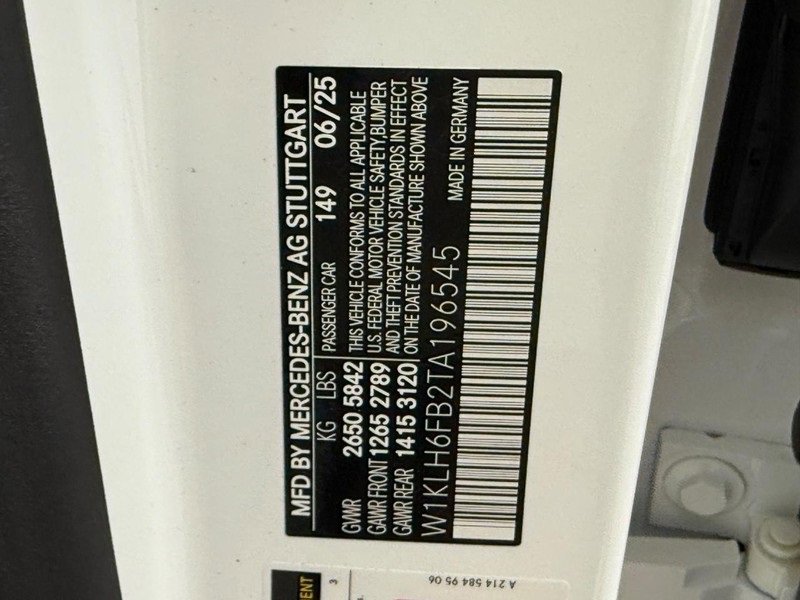 MFD BY MERCEDES-BENZ AG STUTTGART
KG LBS PASSENGER CAR 149 06/25
GVWR 2650 5842 THIS VEHICLE CONFORMS TO ALL APPLICABLE
GAWR FRONT 1265 2789 U.S. FEDERAL MOTOR VEHICLE SAFETY,BUMPER
GAWR REAR 1415 3120 AND THEFT PREVENTION STANDARDS IN EFFECT
ON THE DATE OF MANUFACTURE SHOWN ABOVE
W1KLH6FB2TA196545 MADE IN GERMANY
3
A 214 584 95 06